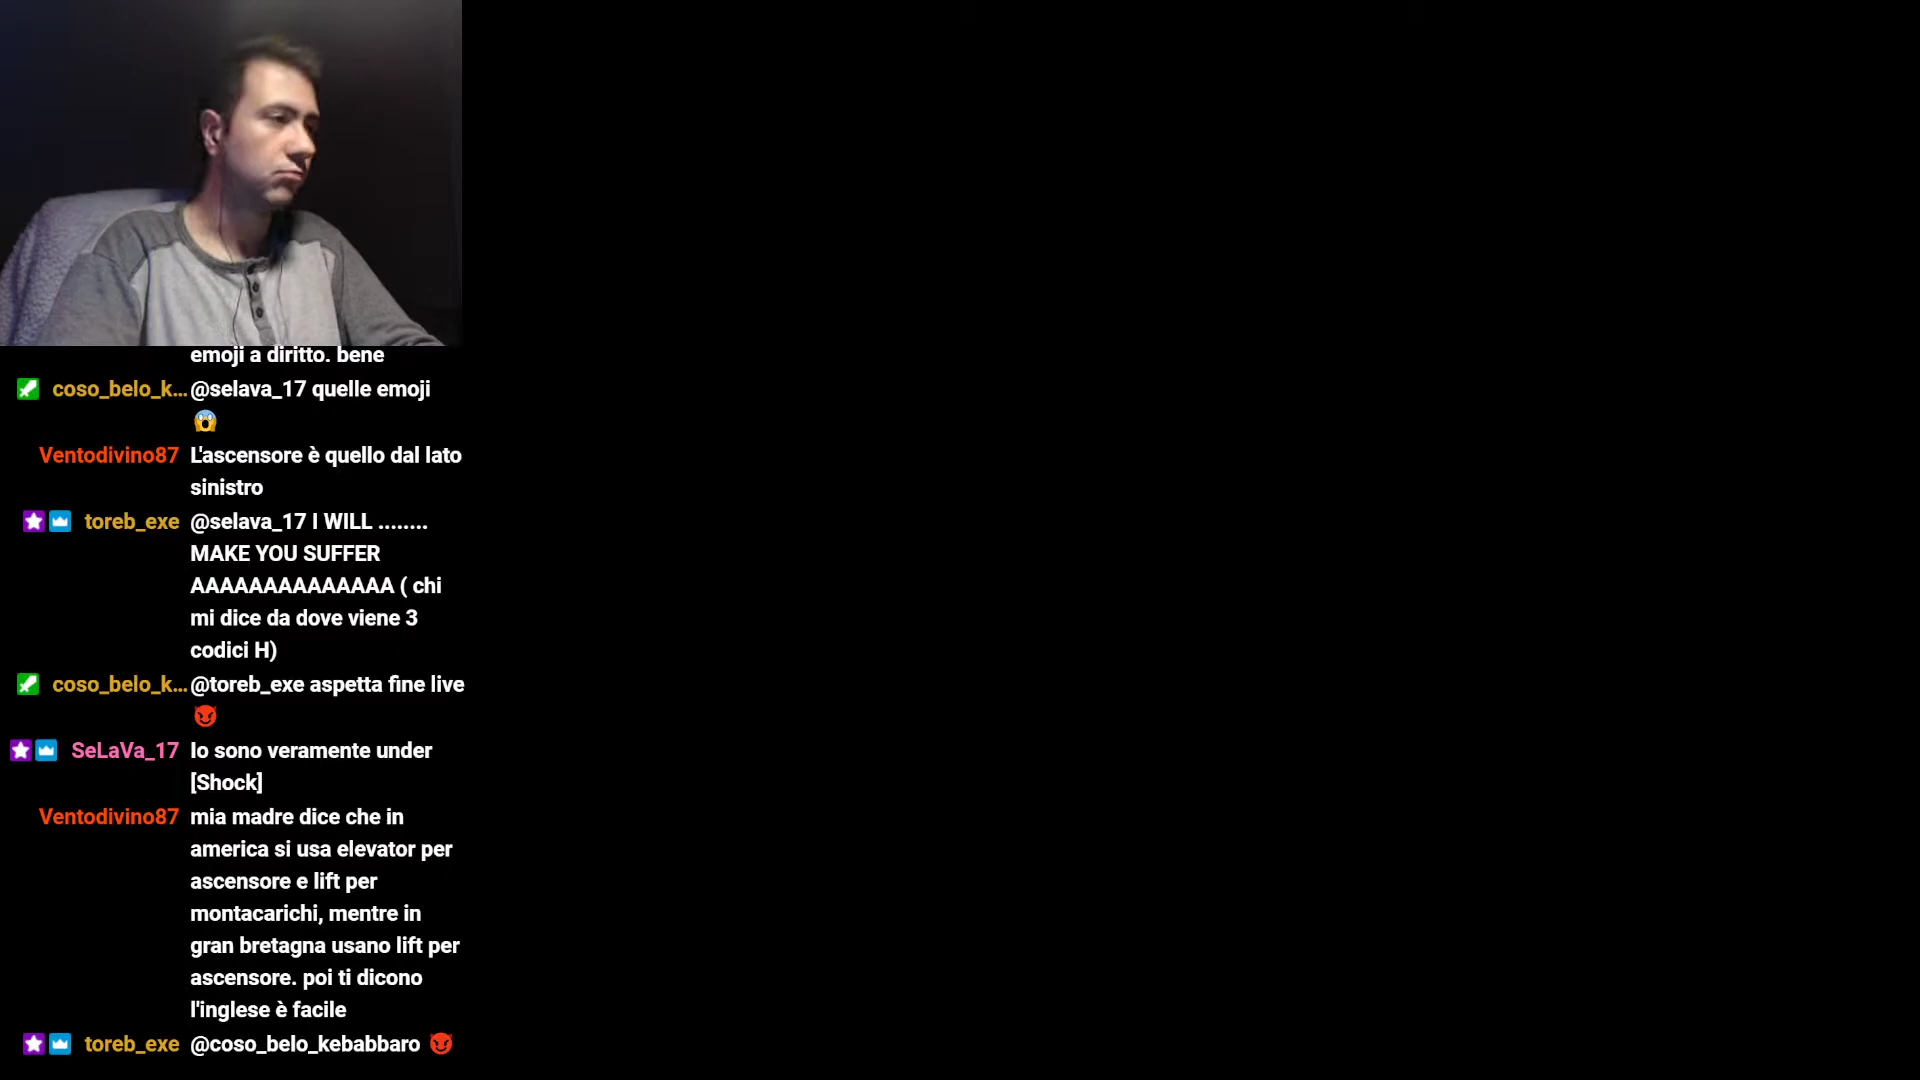 emoji a diritto. bene
coso_belo_k... @selava_17 quelle emoji
😱
Ventodivino87 L'ascensore è quello dal lato
sinistro
toreb_exe @selava_17 I WILL ........
MAKE YOU SUFFER
AAAAAAAAAAAAAA ( chi
mi dice da dove viene 3
codici H)
coso_belo_k... @toreb_exe aspetta fine live
😈
SeLaVa_17 Io sono veramente under
[Shock]
Ventodivino87 mia madre dice che in
america si usa elevator per
ascensore e lift per
montacarichi, mentre in
gran bretagna usano lift per
ascensore. poi ti dicono
l'inglese è facile
toreb_exe @coso_belo_kebabbaro 😈